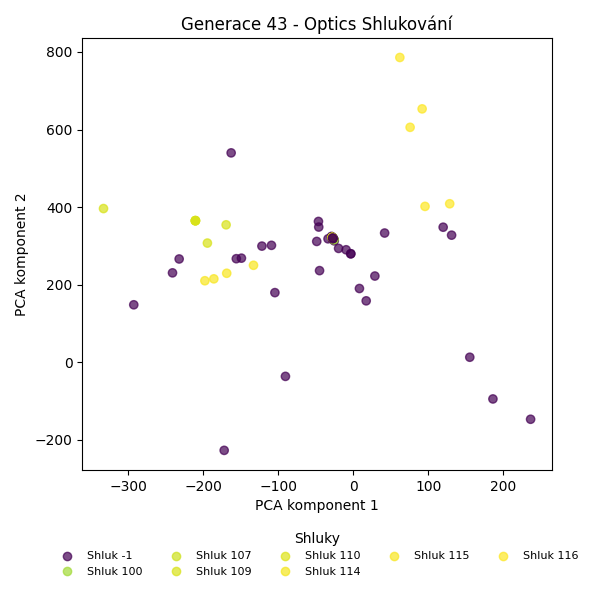 Generace 43 - Optics Shlukování
800
600
400
200
0
−200
PCA komponent 2
−300 −200 −100 0 100 200
PCA komponent 1
Shluky
Shluk -1 Shluk 107 Shluk 110 Shluk 115 Shluk 116
Shluk 100 Shluk 109 Shluk 114